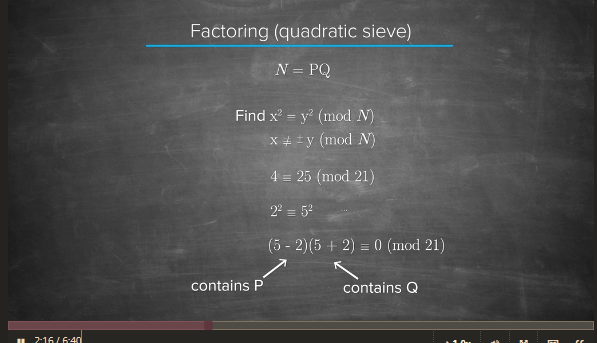 Factoring (quadratic sieve)
N = PQ
Find x² ≡ y² (mod N)
x ≢ ±y (mod N)
4 ≡ 25 (mod 21)
2² ≡ 5²
(5 - 2)(5 + 2) ≡ 0 (mod 21)
contains P
contains Q
2:16 / 6:40